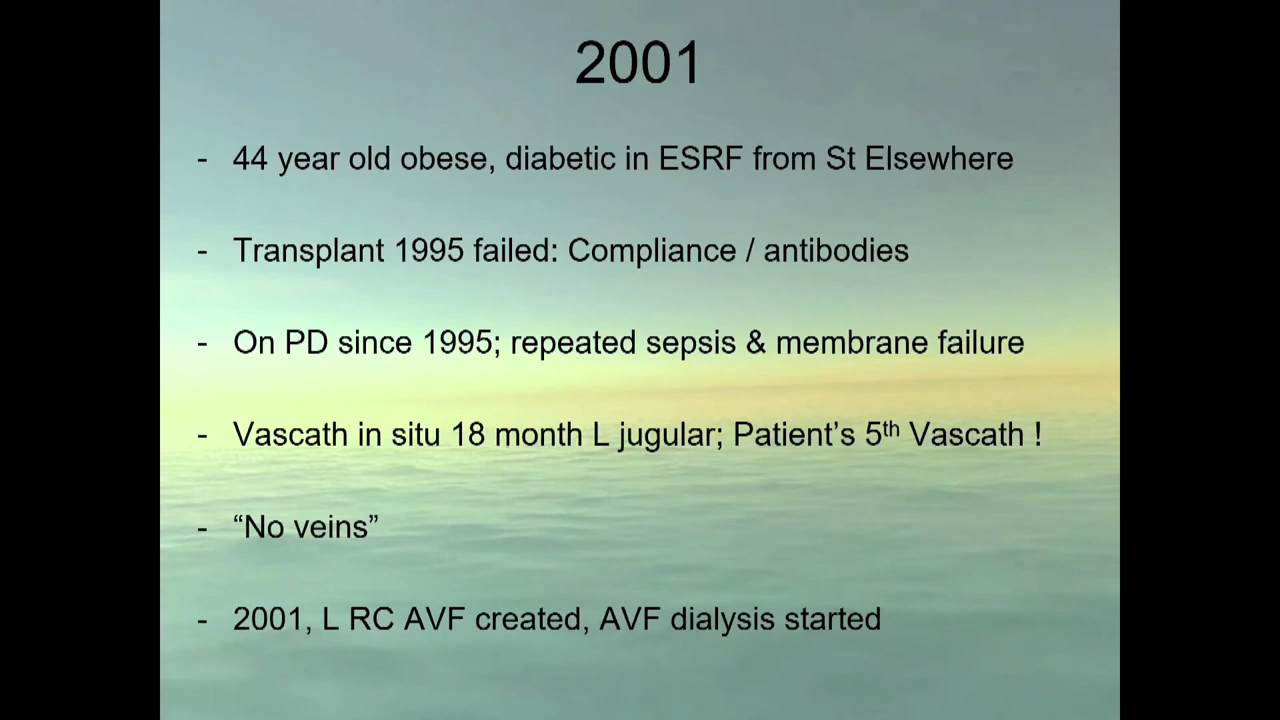 2001
- 44 year old obese, diabetic in ESRF from St Elsewhere
- Transplant 1995 failed: Compliance / antibodies
- On PD since 1995; repeated sepsis & membrane failure
- Vascath in situ 18 month L jugular; Patient’s 5th Vascath !
- “No veins”
- 2001, L RC AVF created, AVF dialysis started